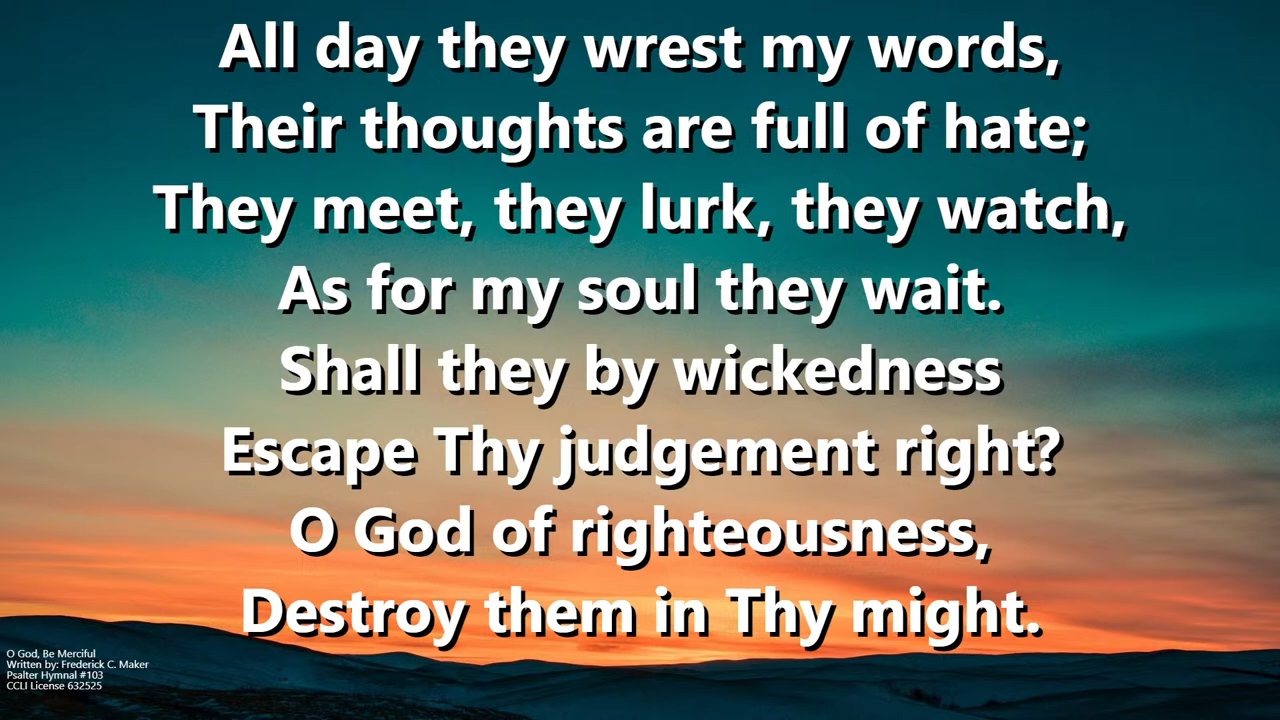 All day they wrest my words,
Their thoughts are full of hate;
They meet, they lurk, they watch,
As for my soul they wait.
Shall they by wickedness
Escape Thy judgement right?
O God of righteousness,
Destroy them in Thy might.
O God, Be Merciful
Written by: Frederick C. Maker
Psalter Hymnal #103
CCLI License 632525